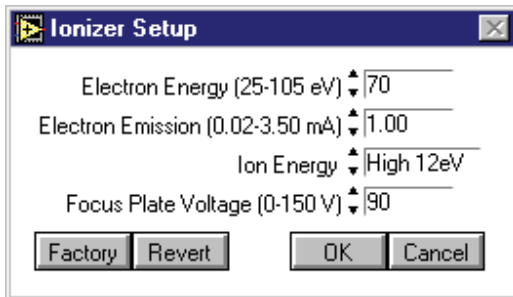 Ionizer Setup
Electron Energy (25-105 eV) 70
Electron Emission (0.02-3.50 mA) 1.00
Ion Energy High 12eV
Focus Plate Voltage (0-150 V) 90
Factory Revert OK Cancel